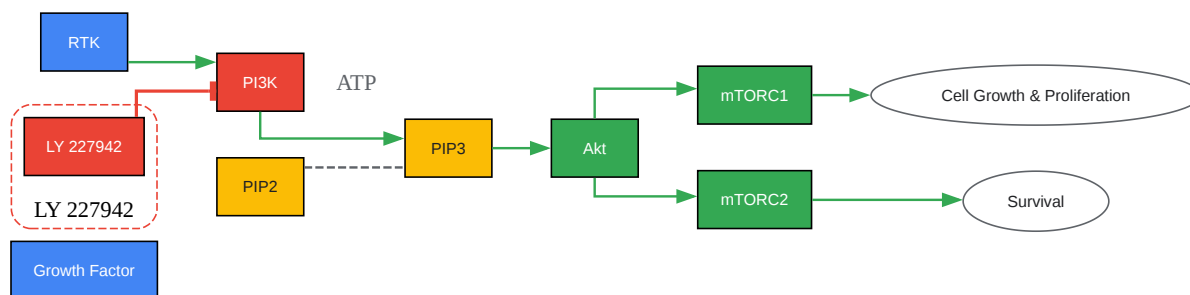 RTK
PI3K
ATP
LY 227942
LY 227942
PIP2
PIP3
Growth Factor
Akt
mTORC1
mTORC2
Cell Growth & Proliferation
Survival